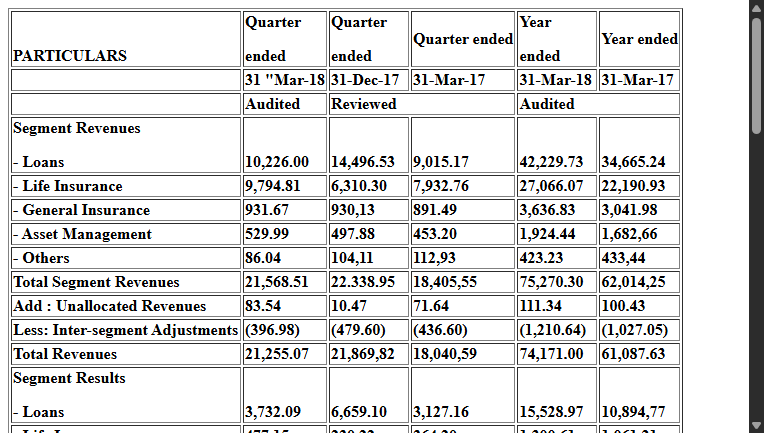 PARTICULARS Quarter ended Quarter ended Quarter ended Year ended Year ended
31 "Mar-18 31-Dec-17 31-Mar-17 31-Mar-18 31-Mar-17
Audited Reviewed Audited
Segment Revenues
- Loans 10,226.00 14,496.53 9,015.17 42,229.73 34,665.24
- Life Insurance 9,794.81 6,310.30 7,932.76 27,066.07 22,190.93
- General Insurance 931.67 930,13 891.49 3,636.83 3,041.98
- Asset Management 529.99 497.88 453.20 1,924.44 1,682,66
- Others 86.04 104,11 112,93 423.23 433,44
Total Segment Revenues 21,568.51 22.338.95 18,405,55 75,270.30 62,014,25
Add : Unallocated Revenues 83.54 10.47 71.64 111.34 100.43
Less: Inter-segment Adjustments (396.98) (479.60) (436.60) (1,210.64) (1,027.05)
Total Revenues 21,255.07 21,869,82 18,040,59 74,171.00 61,087.63
Segment Results
- Loans 3,732.09 6,659.10 3,127.16 15,528.97 10,894,77